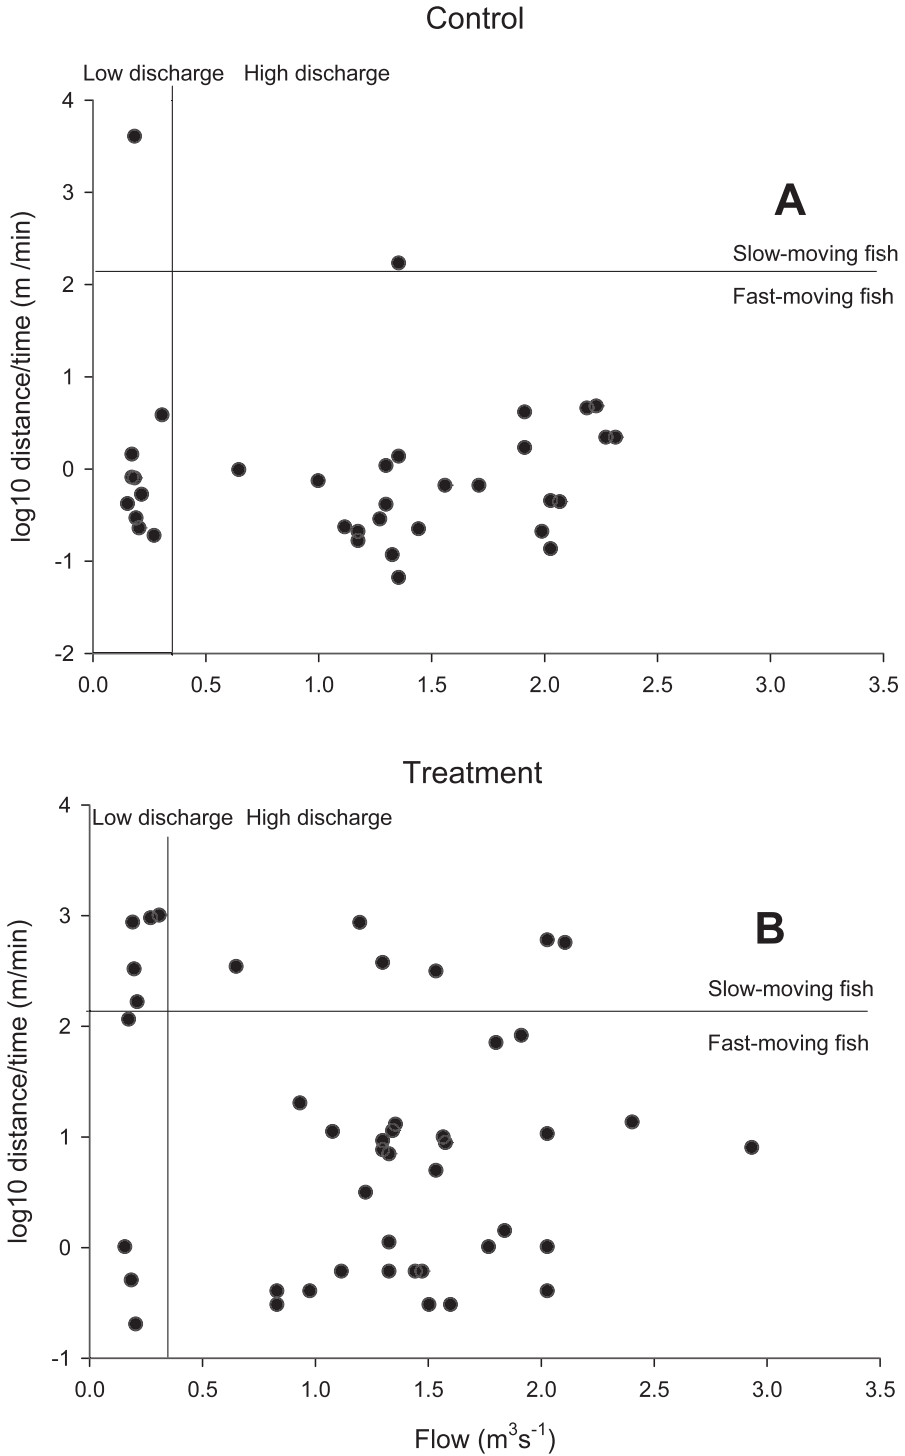 Control
Low discharge High discharge
4
3
2
1
0
-1
-2
log10 distance/time (m /min)
A
Slow-moving fish
Fast-moving fish
0.0 0.5 1.0 1.5 2.0 2.5 3.0 3.5
Treatment
Low discharge High discharge
4
3
2
1
0
-1
log10 distance/time (m/min)
B
Slow-moving fish
Fast-moving fish
0.0 0.5 1.0 1.5 2.0 2.5 3.0 3.5
Flow (m³s⁻¹)